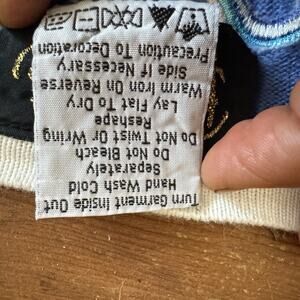 Turn Garment Inside Out
Hand Wash Cold
Separately
Do Not Bleach
Do Not Twist Or Wring
Reshape
Lay Flat To Dry
Warm Iron On Reverse
Side If Necessary
Precaution To Decoration